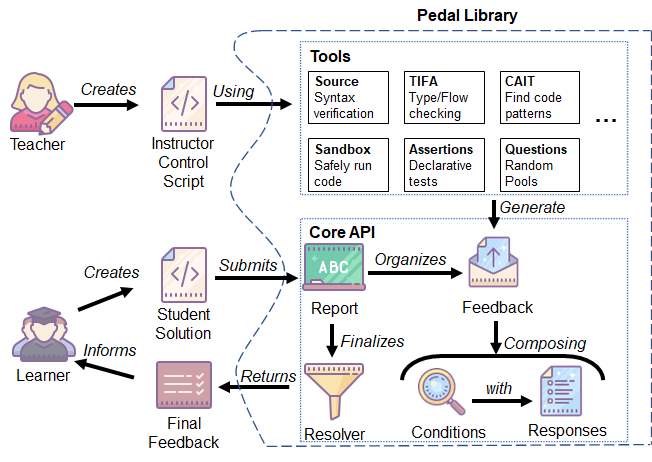 Pedal Library
Tools
Creates
Using
Source
Syntax
verification
TIFA
Type/Flow
checking
CAIT
Find code
patterns
...
Teacher
Instructor
Control
Script
Sandbox
Safely run
code
Assertions
Declarative
tests
Questions
Random
Pools
Generate
Core API
Creates
Submits
ABC
Organizes
Student
Solution
Report
Feedback
Learner
Informs
Finalizes
Composing
Returns
with
Final
Feedback
Resolver
Conditions
Responses